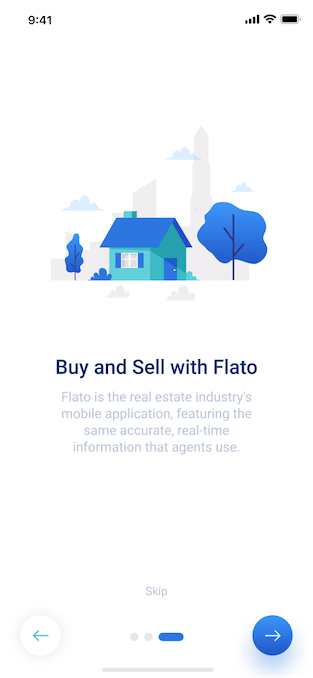 9:41
Buy and Sell with Flato
Flato is the real estate industry's
mobile application, featuring the
same accurate, real-time
information that agents use.
Skip